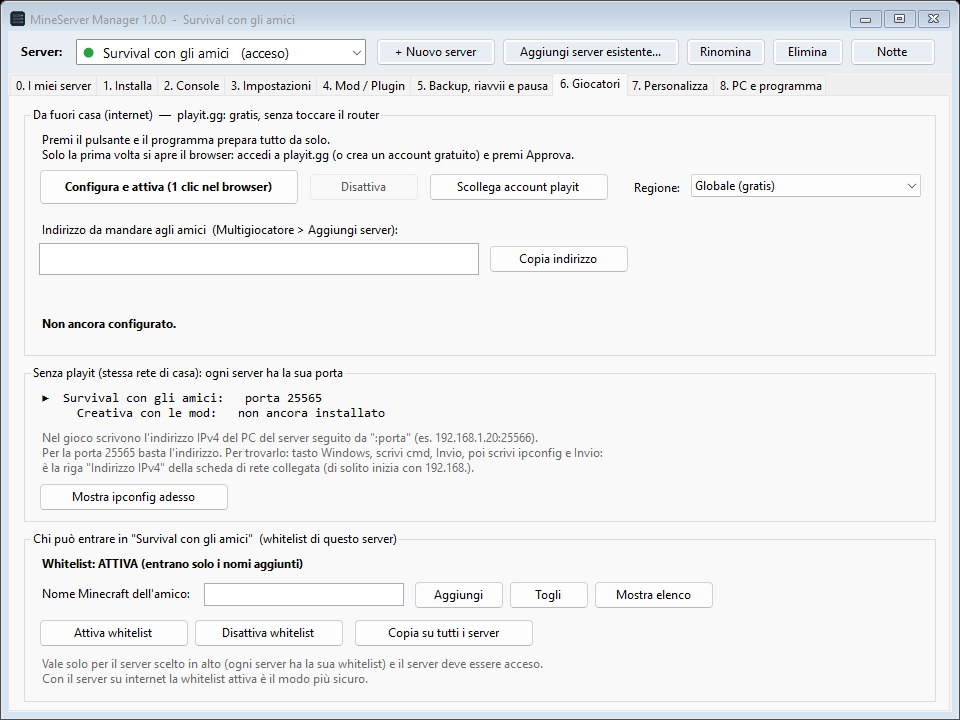 MineServer Manager 1.0.0 - Survival con gli amici
Server: Survival con gli amici (acceso) + Nuovo server Aggiungi server esistente... Rinomina Elimina Notte
0. I miei server 1. Installa 2. Console 3. Impostazioni 4. Mod / Plugin 5. Backup, riavvii e pausa 6. Giocatori 7. Personalizza 8. PC e programma
Da fuori casa (internet) — playit.gg: gratis, senza toccare il router
Premi il pulsante e il programma prepara tutto da solo.
Solo la prima volta si apre il browser: accedi a playit.gg (o crea un account gratuito) e premi Approva.
Configura e attiva (1 clic nel browser) Disattiva Scollega account playit Regione: Globale (gratis)
Indirizzo da mandare agli amici (Multigiocatore > Aggiungi server):
Copia indirizzo
Non ancora configurato.
Senza playit (stessa rete di casa): ogni server ha la sua porta
► Survival con gli amici: porta 25565
Creativa con le mod: non ancora installato
Nel gioco scrivono l'indirizzo IPv4 del PC del server seguito da ":porta" (es. 192.168.1.20:25566).
Per la porta 25565 basta l'indirizzo. Per trovarlo: tasto Windows, scrivi cmd, Invio, poi scrivi ipconfig e Invio:
è la riga "Indirizzo IPv4" della scheda di rete collegata (di solito inizia con 192.168.).
Mostra ipconfig adesso
Chi può entrare in "Survival con gli amici" (whitelist di questo server)
Whitelist: ATTIVA (entrano solo i nomi aggiunti)
Nome Minecraft dell'amico: Aggiungi Togli Mostra elenco
Attiva whitelist Disattiva whitelist Copia su tutti i server
Vale solo per il server scelto in alto (ogni server ha la sua whitelist) e il server deve essere acceso.
Con il server su internet la whitelist attiva è il modo più sicuro.